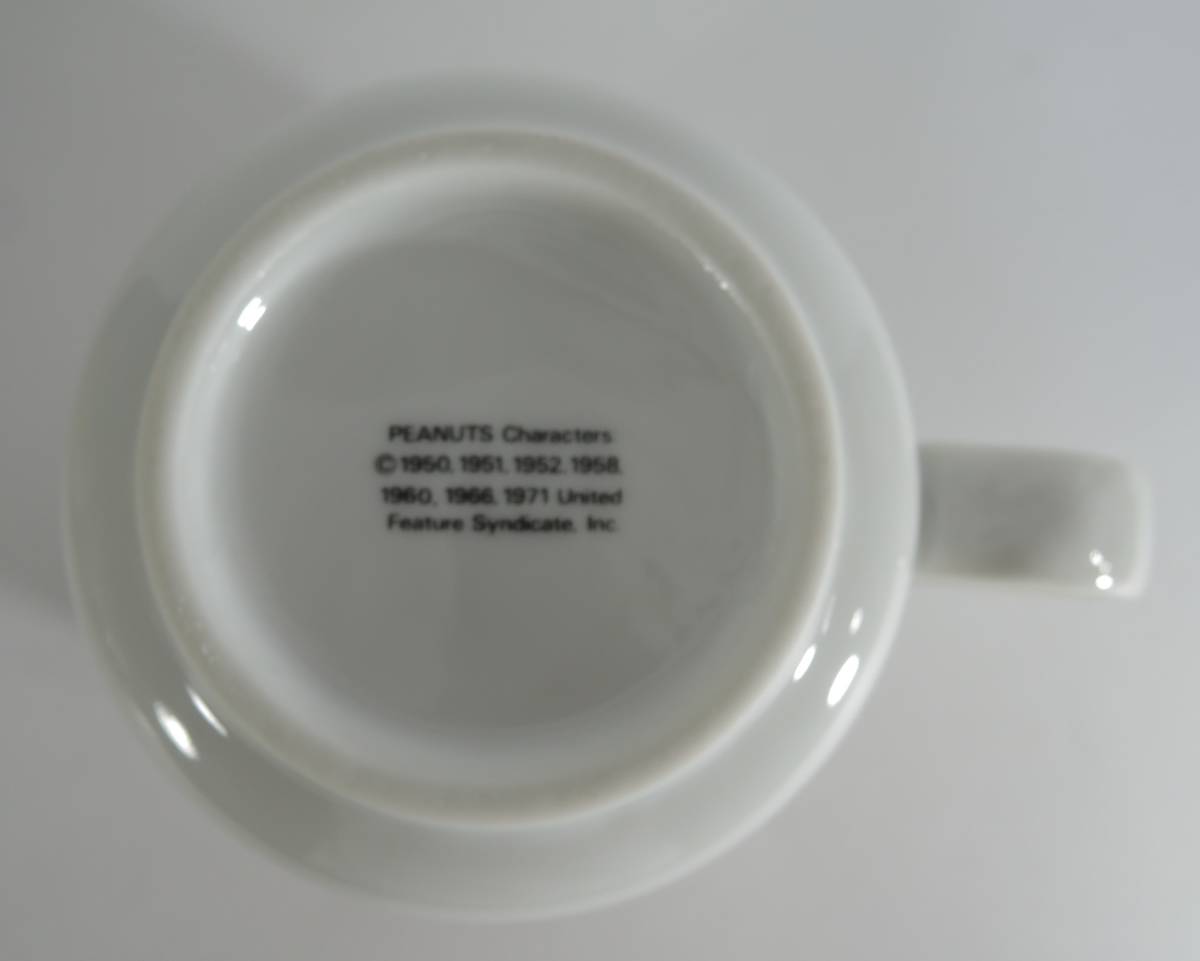 PEANUTS Characters
©1950, 1951, 1952, 1958,
1960, 1966, 1971 United
Feature Syndicate, Inc.